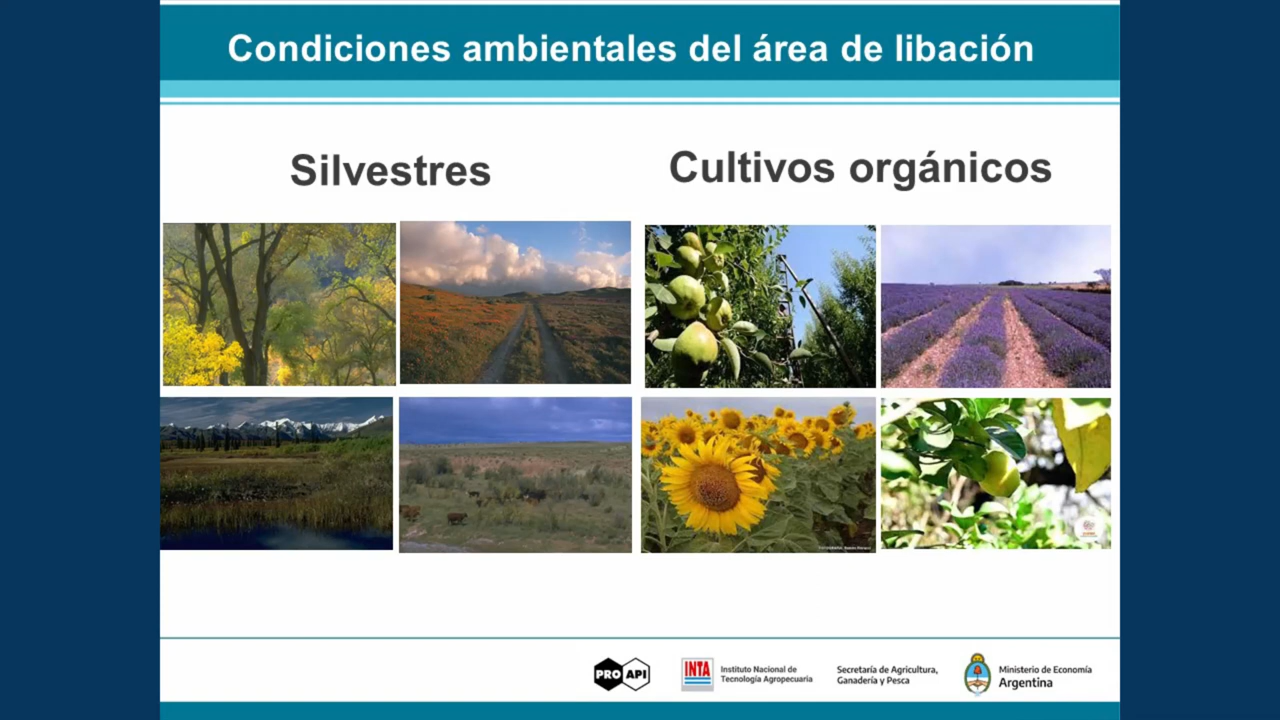 Condiciones ambientales del área de libación
Silvestres
Cultivos orgánicos
PRO API
INTA
Instituto Nacional de
Tecnología Agropecuaria
Secretaría de Agricultura,
Ganadería y Pesca
Ministerio de Economía
Argentina